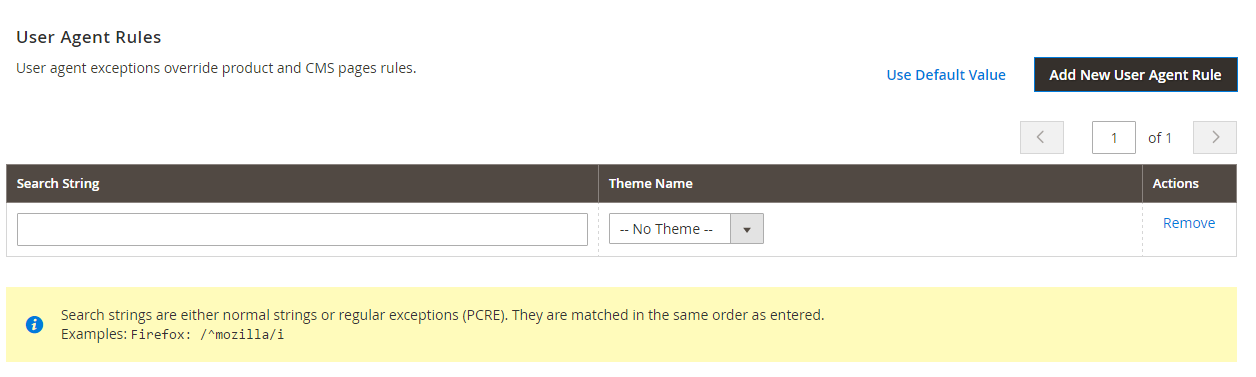 User Agent Rules
User agent exceptions override product and CMS pages rules.
Use Default Value
Add New User Agent Rule
1 of 1
Search String Theme Name Actions
-- No Theme -- Remove
Search strings are either normal strings or regular exceptions (PCRE). They are matched in the same order as entered.
Examples: Firefox: /^mozilla/i